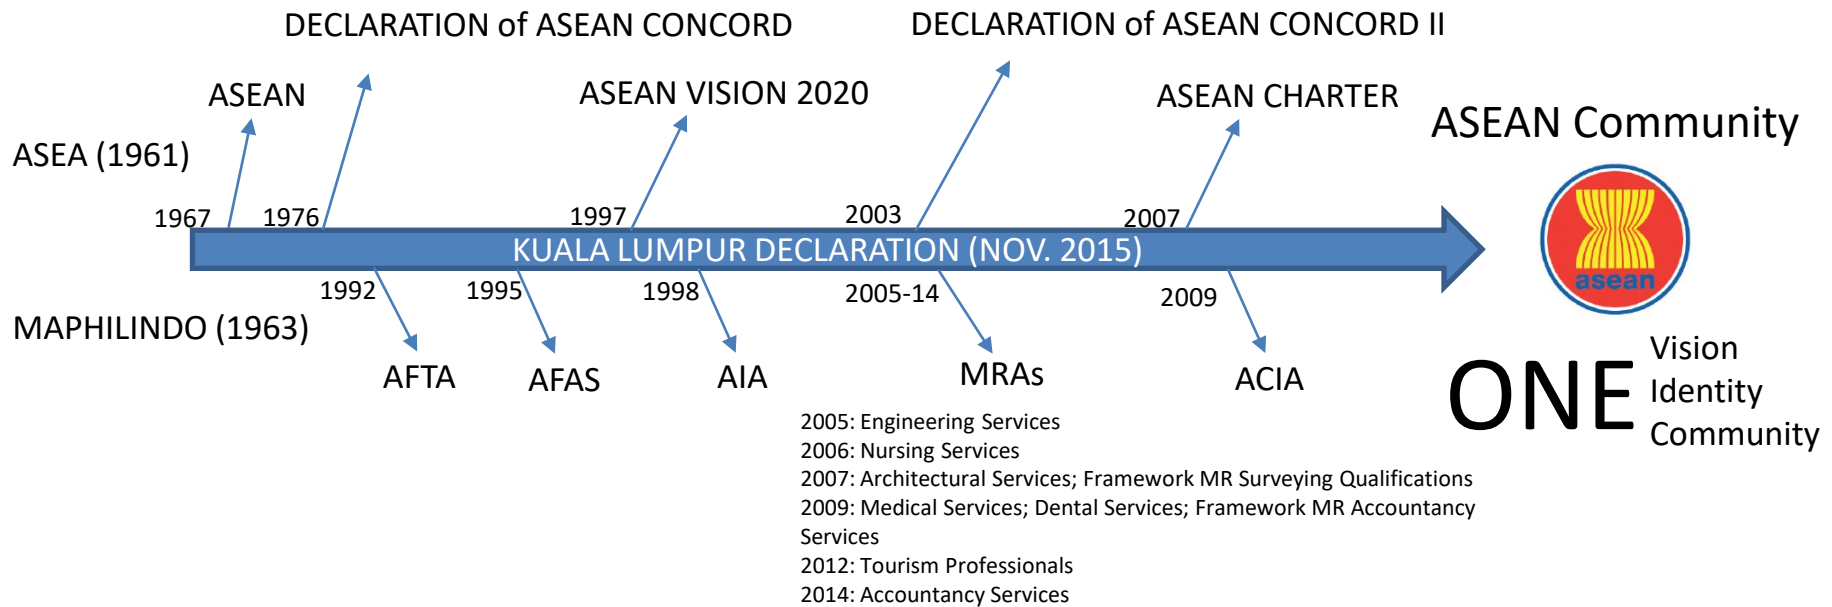 DECLARATION of ASEAN CONCORD
DECLARATION of ASEAN CONCORD II
ASEAN
ASEAN VISION 2020
ASEAN CHARTER
ASEAN Community
ASEA (1961)
1967
1976
1997
2003
2007
KUALA LUMPUR DECLARATION (NOV. 2015)
asean
1992
1995
1998
2005-14
2009
MAPHILINDO (1963)
AFTA
AFAS
AIA
MRAs
ACIA
ONE
Vision
Identity
Community
2005: Engineering Services
2006: Nursing Services
2007: Architectural Services; Framework MR Surveying Qualifications
2009: Medical Services; Dental Services; Framework MR Accountancy
Services
2012: Tourism Professionals
2014: Accountancy Services